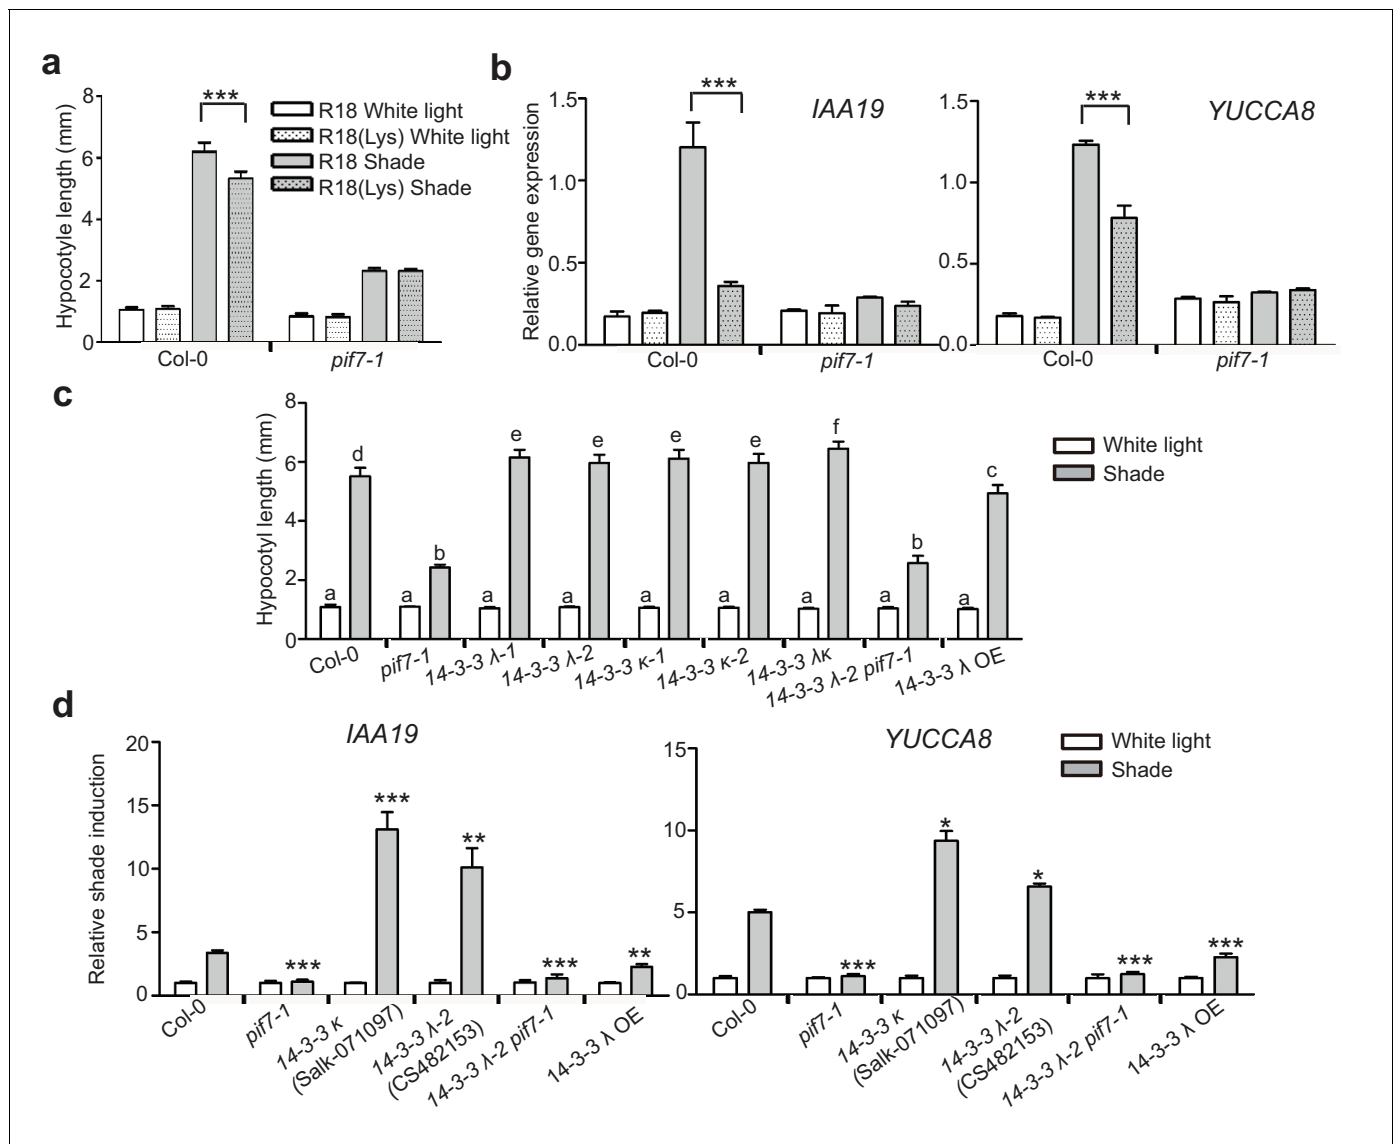 a
Hypocotyle length (mm)
8
6
4
2
0
***
R18 White light
R18(Lys) White light
R18 Shade
R18(Lys) Shade
Col-0
pif7-1
b
Relative gene expression
1.5
1.0
0.5
0.0
***
IAA19
Col-0
pif7-1
1.5
1.0
0.5
0.0
***
YUCCA8
Col-0
pif7-1
c
Hypocotyl length (mm)
8
6
4
2
0
a
d
a
b
a
e
a
e
a
e
a
e
a
f
a
b
a
c
White light
Shade
Col-0
pif7-1
14-3-3 λ-1
14-3-3 λ-2
14-3-3 κ-1
14-3-3 κ-2
14-3-3 λκ
14-3-3 λ-2 pif7-1
14-3-3 λ OE
d
IAA19
Relative shade induction
20
15
10
5
0
***
***
**
***
**
Col-0
pif7-1
14-3-3 κ
(Salk-071097)
14-3-3 λ-2
(CS482153)
14-3-3 λ-2 pif7-1
14-3-3 λ OE
YUCCA8
15
10
5
0
***
*
*
***
***
White light
Shade
Col-0
pif7-1
14-3-3 κ
(Salk-071097)
14-3-3 λ-2
(CS482153)
14-3-3 λ-2 pif7-1
14-3-3 λ OE